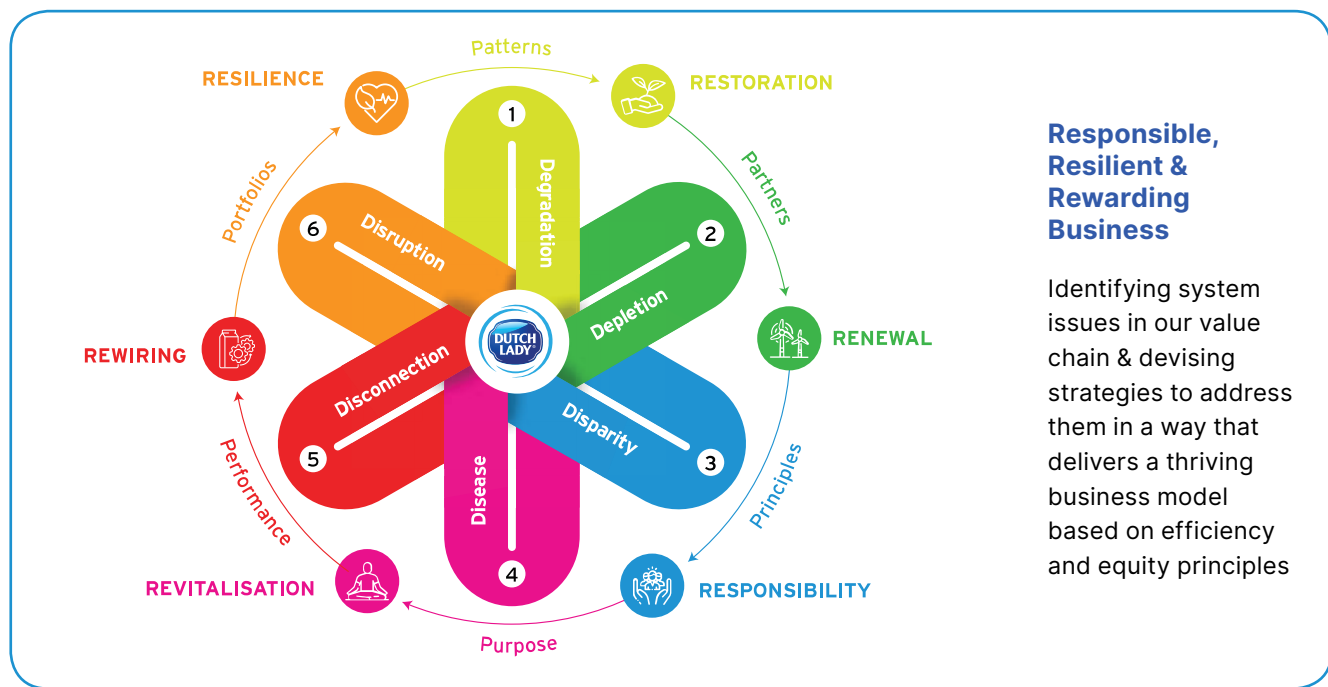 Patterns
RESILIENCE
RESTORATION
1
Degradation
Portfolios
Partners
6
Disruption
2
Depletion
DUTCH
LADY®
REWIRING
RENEWAL
Disconnection
5
Disparity
3
Performance
Disease
4
Principles
REVITALISATION
RESPONSIBILITY
Purpose
Responsible,
Resilient &
Rewarding
Business
Identifying system
issues in our value
chain & devising
strategies to address
them in a way that
delivers a thriving
business model
based on efficiency
and equity principles